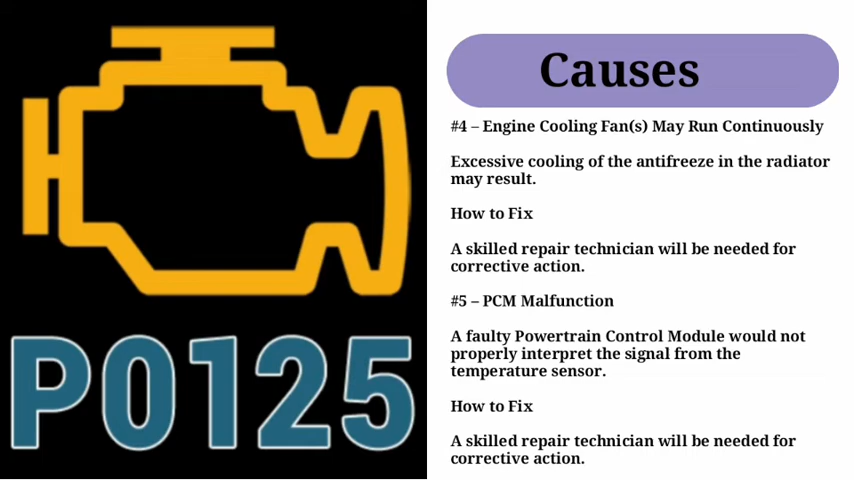 P0125
Causes
#4 – Engine Cooling Fan(s) May Run Continuously
Excessive cooling of the antifreeze in the radiator
may result.
How to Fix
A skilled repair technician will be needed for
corrective action.
#5 – PCM Malfunction
A faulty Powertrain Control Module would not
properly interpret the signal from the
temperature sensor.
How to Fix
A skilled repair technician will be needed for
corrective action.